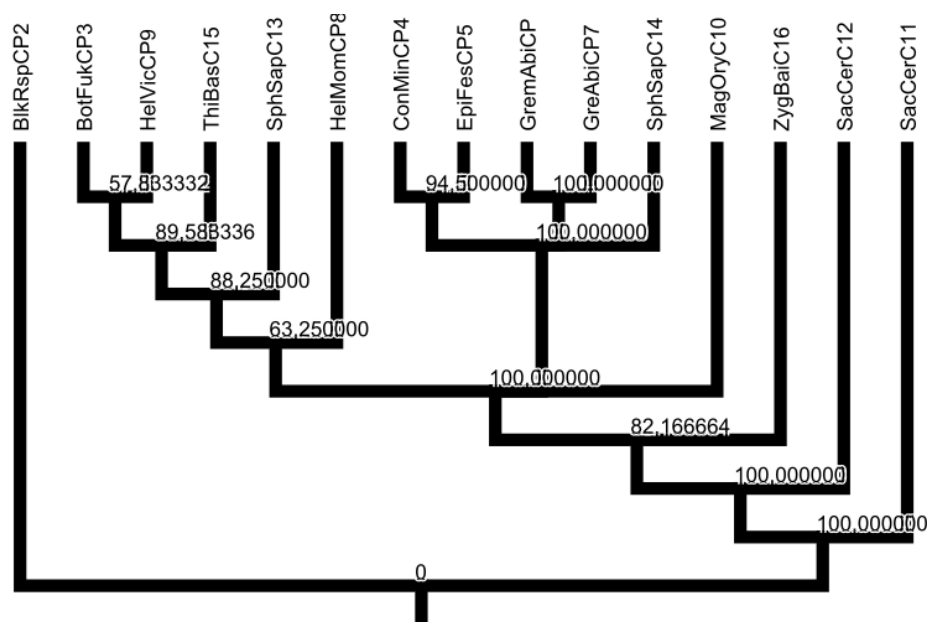 BlkRspCP2
BotFukCP3
HelVicCP9
ThiBasC15
SphSapC13
HelMomCP8
ConMinCP4
EpiFesCP5
GremAbiCP
GreAbiCP7
SphSapC14
MagOryC10
ZygBaiC16
SacCerC12
SacCerC11
57,833332
94,500000
100,000000
89,583336
100,000000
88,250000
63,250000
100,000000
82,166664
100,000000
100,000000
0